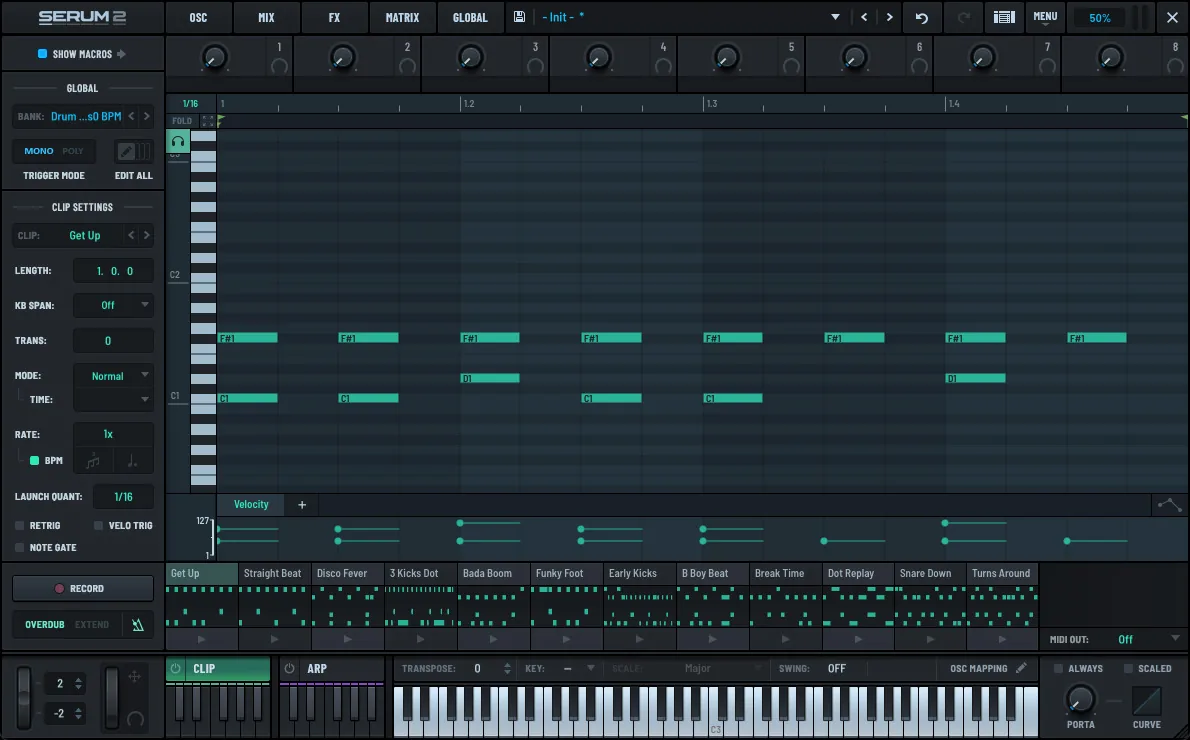 SERUM 2 OSC MIX FX MATRIX GLOBAL - Init - * MENU 50%
SHOW MACROS 1 2 3 4 5 6 7 8
GLOBAL
1/16 1 1.2 1.3 1.4
BANK: Drum ...s0 BPM FOLD
MONO POLY
TRIGGER MODE EDIT ALL
CLIP SETTINGS
CLIP: Get Up
LENGTH: 1. 0. 0 C2
KB SPAN: Off
TRANS: 0 F#1 F#1 F#1 F#1 F#1 F#1 F#1 F#1
MODE: Normal D1 D1
TIME: C1 C1 C1 C1 C1
RATE: 1x
BPM
LAUNCH QUANT: 1/16 Velocity +
RETRIG VELO TRIG 127
NOTE GATE 1
Get Up Straight Beat Disco Fever 3 Kicks Dot Bada Boom Funky Foot Early Kicks B Boy Beat Break Time Dot Replay Snare Down Turns Around
RECORD
OVERDUB EXTEND
MIDI OUT: Off
CLIP ARP TRANSPOSE: 0 KEY: – SCALE: Major SWING: OFF OSC MAPPING ALWAYS SCALED
2
-2
C3 PORTA CURVE